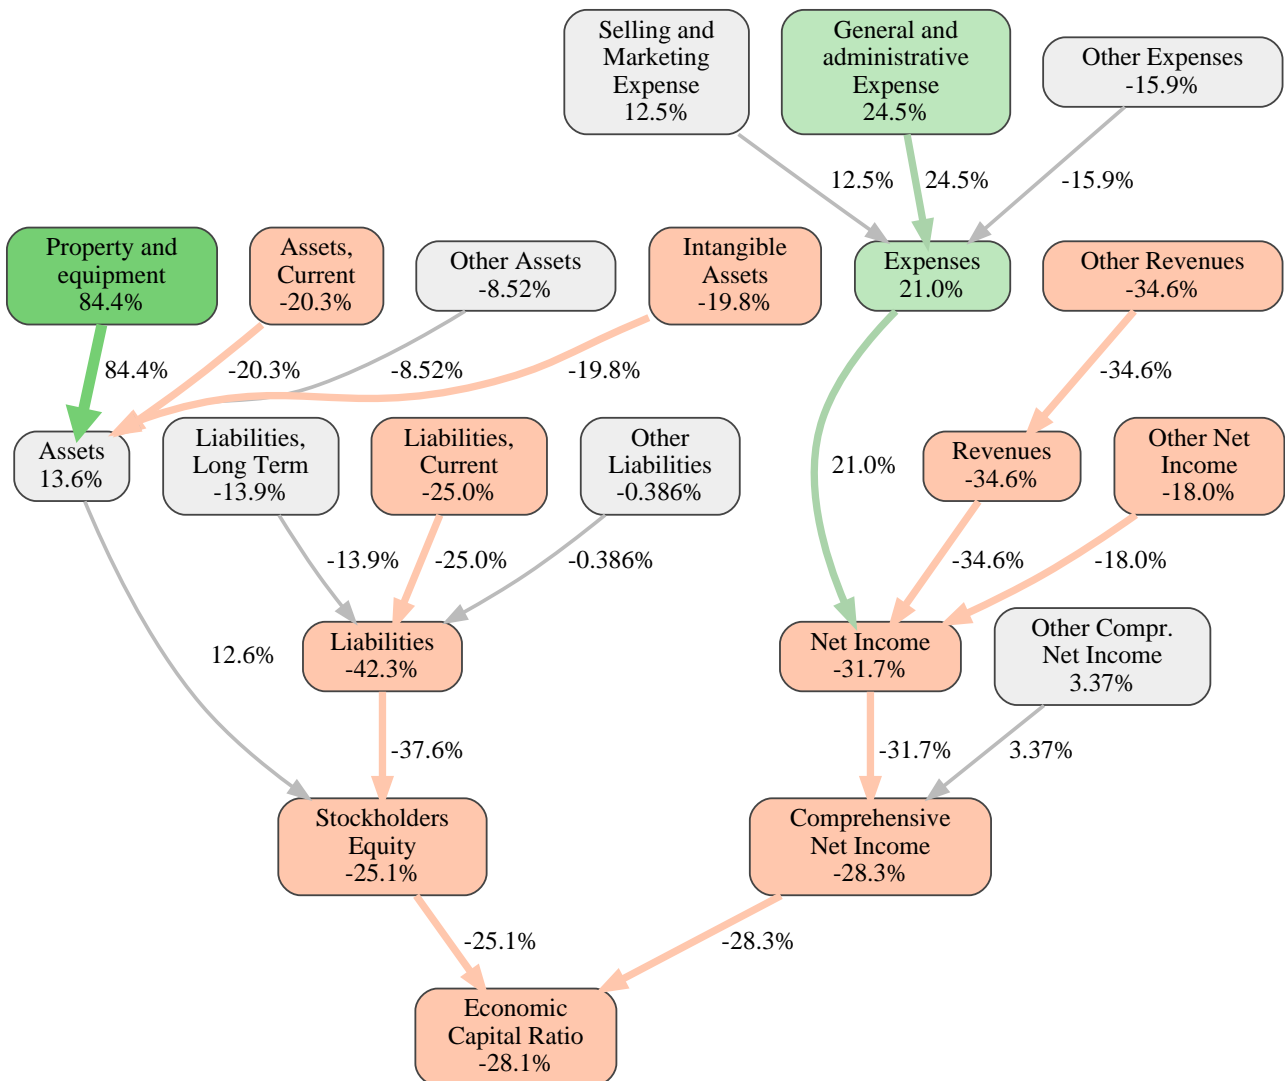 Selling and
Marketing
Expense
12.5%
General and
administrative
Expense
24.5%
Other Expenses
-15.9%
12.5%
24.5%
-15.9%
Property and
equipment
84.4%
Assets,
Current
-20.3%
Other Assets
-8.52%
Intangible
Assets
-19.8%
Expenses
21.0%
Other Revenues
-34.6%
84.4%
-20.3%
-8.52%
-19.8%
-34.6%
Assets
13.6%
Liabilities,
Long Term
-13.9%
Liabilities,
Current
-25.0%
Other
Liabilities
-0.386%
21.0%
Revenues
-34.6%
Other Net
Income
-18.0%
-13.9%
-25.0%
-0.386%
-34.6%
-18.0%
12.6%
Liabilities
-42.3%
Net Income
-31.7%
Other Compr.
Net Income
3.37%
-37.6%
-31.7%
3.37%
Stockholders
Equity
-25.1%
Comprehensive
Net Income
-28.3%
-25.1%
-28.3%
Economic
Capital Ratio
-28.1%